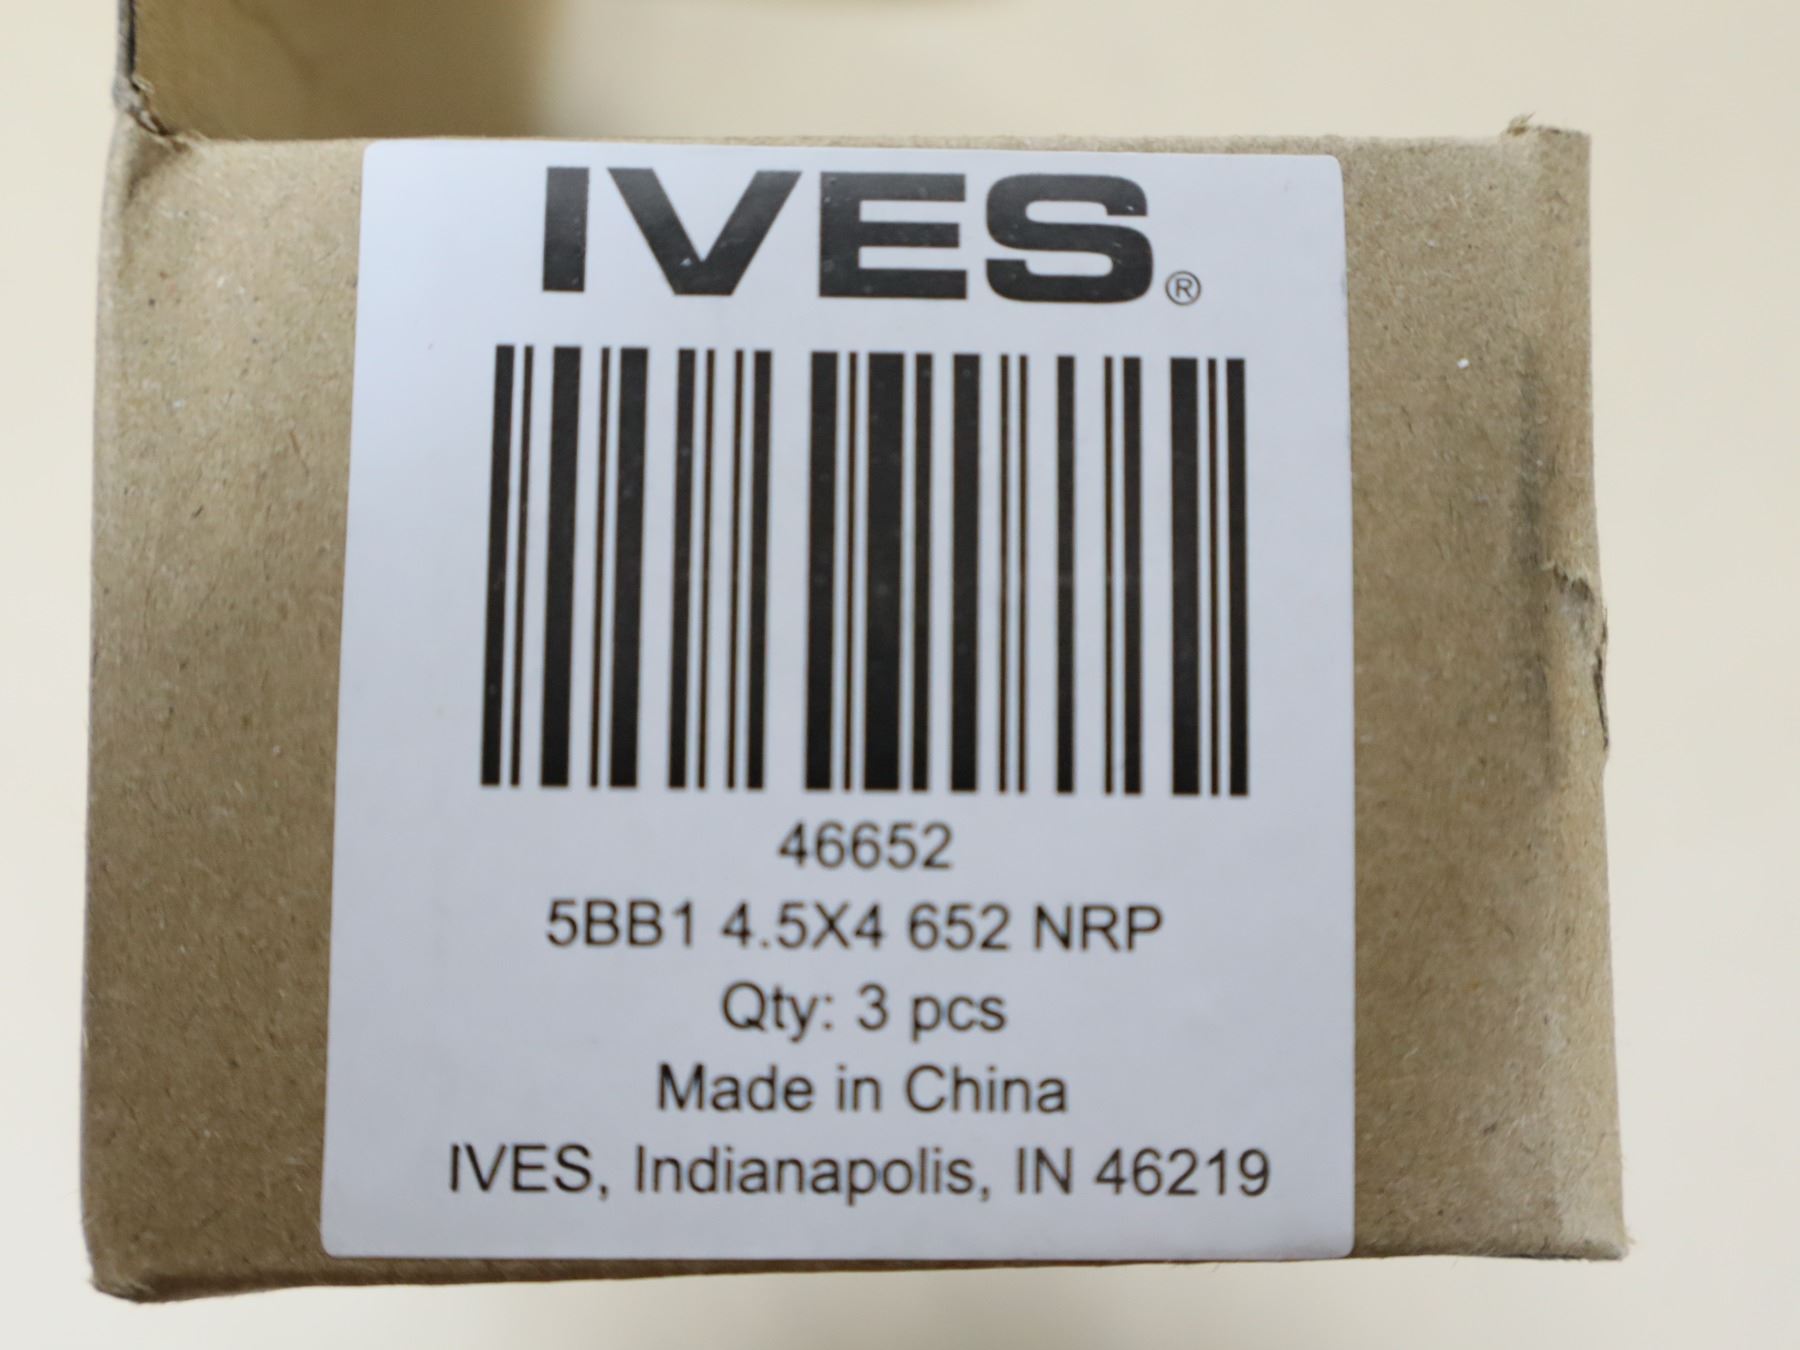 IVES®
46652
5BB1 4.5X4 652 NRP
Qty: 3 pcs
Made in China
IVES, Indianapolis, IN 46219